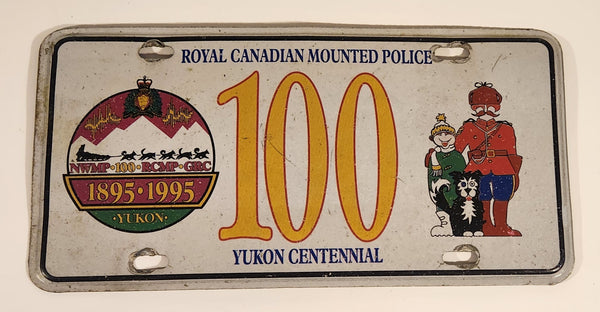 ROYAL CANADIAN MOUNTED POLICE
NWMP·100·RCMP·GRC
1895·1995
·YUKON·
100
YUKON CENTENNIAL